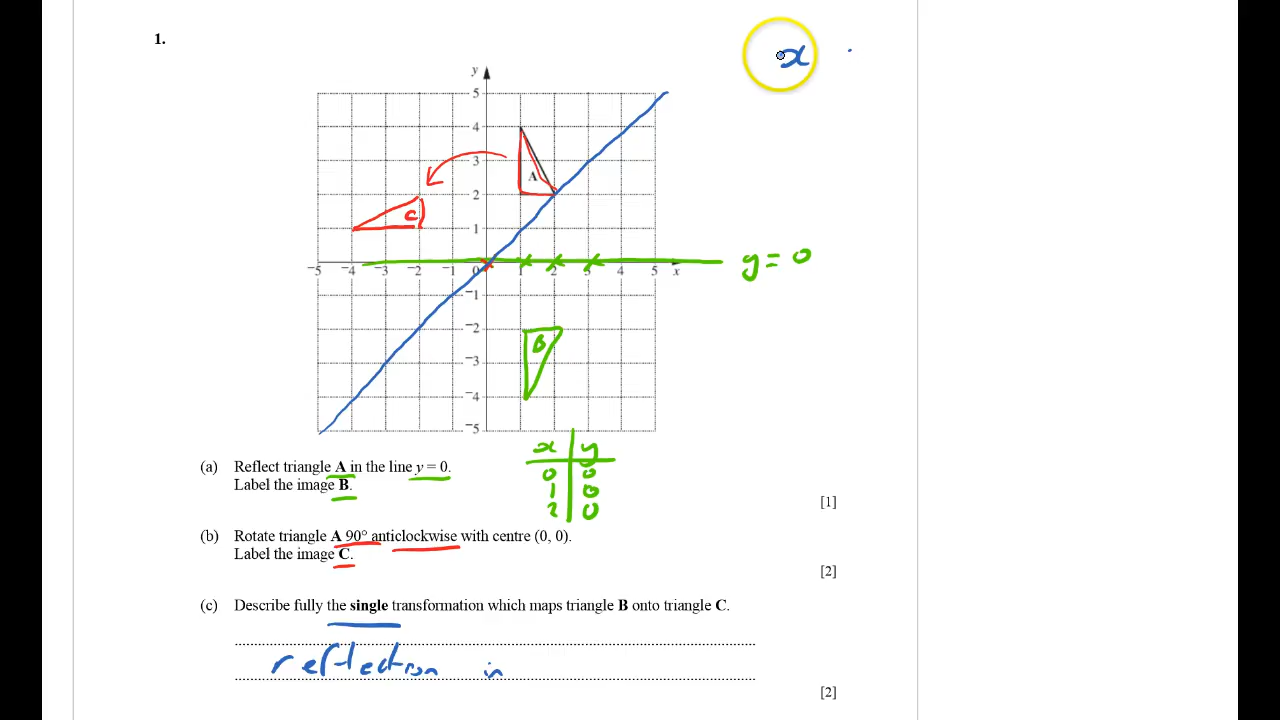 1.
x
y
5
4
3
A
2
C
1
y = 0
-5 -4 -3 -2 -1 0 1 2 3 4 5 x
-1
-2
B
-3
-4
-5
x y
0 0
1 0
2 0
(a) Reflect triangle A in the line y = 0.
Label the image B.
[1]
(b) Rotate triangle A 90° anticlockwise with centre (0, 0).
Label the image C.
[2]
(c) Describe fully the single transformation which maps triangle B onto triangle C.
reflection in
[2]